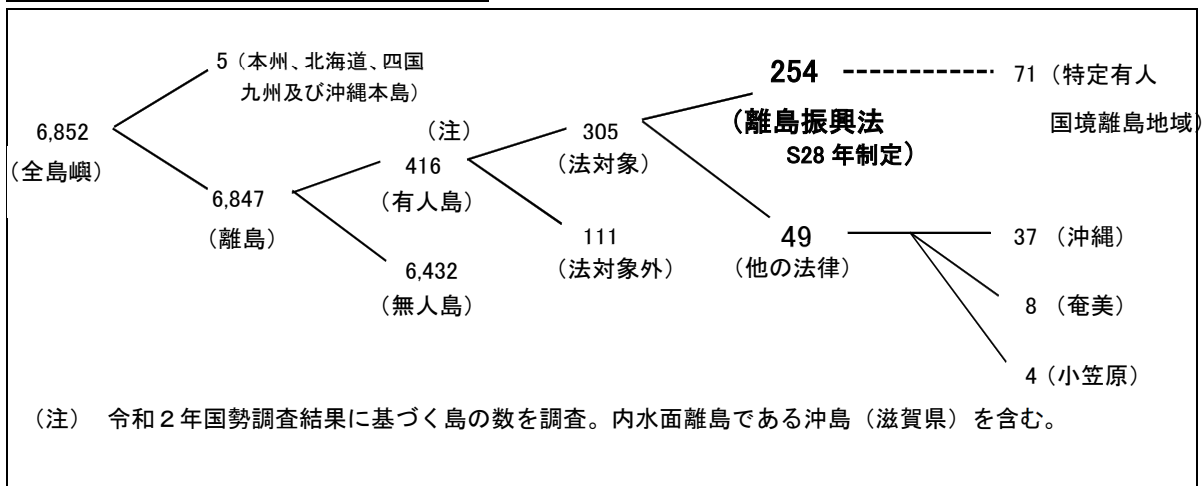 5（本州、北海道、四国
九州及び沖縄本島）
6,852
（全島嶼）
6,847
（離島）
（注）
416
（有人島）
6,432
（無人島）
305
（法対象）
111
（法対象外）
254
（離島振興法
S28 年制定）
49
（他の法律）
71（特定有人
国境離島地域）
37（沖縄）
8（奄美）
4（小笠原）
（注） 令和２年国勢調査結果に基づく島の数を調査。内水面離島である沖島（滋賀県）を含む。